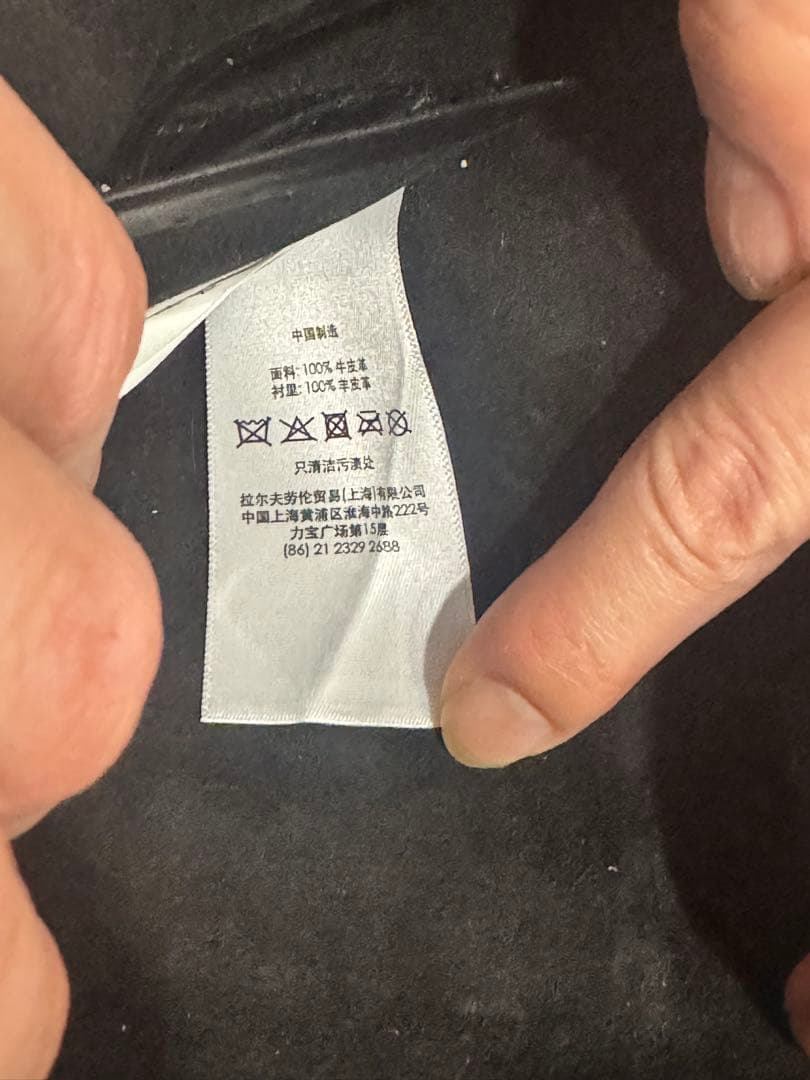 中国制造
面料: 100% 牛皮革
衬里: 100% 羊皮革
只清洁污渍处
拉尔夫劳伦贸易(上海)有限公司
中国上海黄浦区淮海中路222号
力宝广场第15层
(86) 21 2329 2688